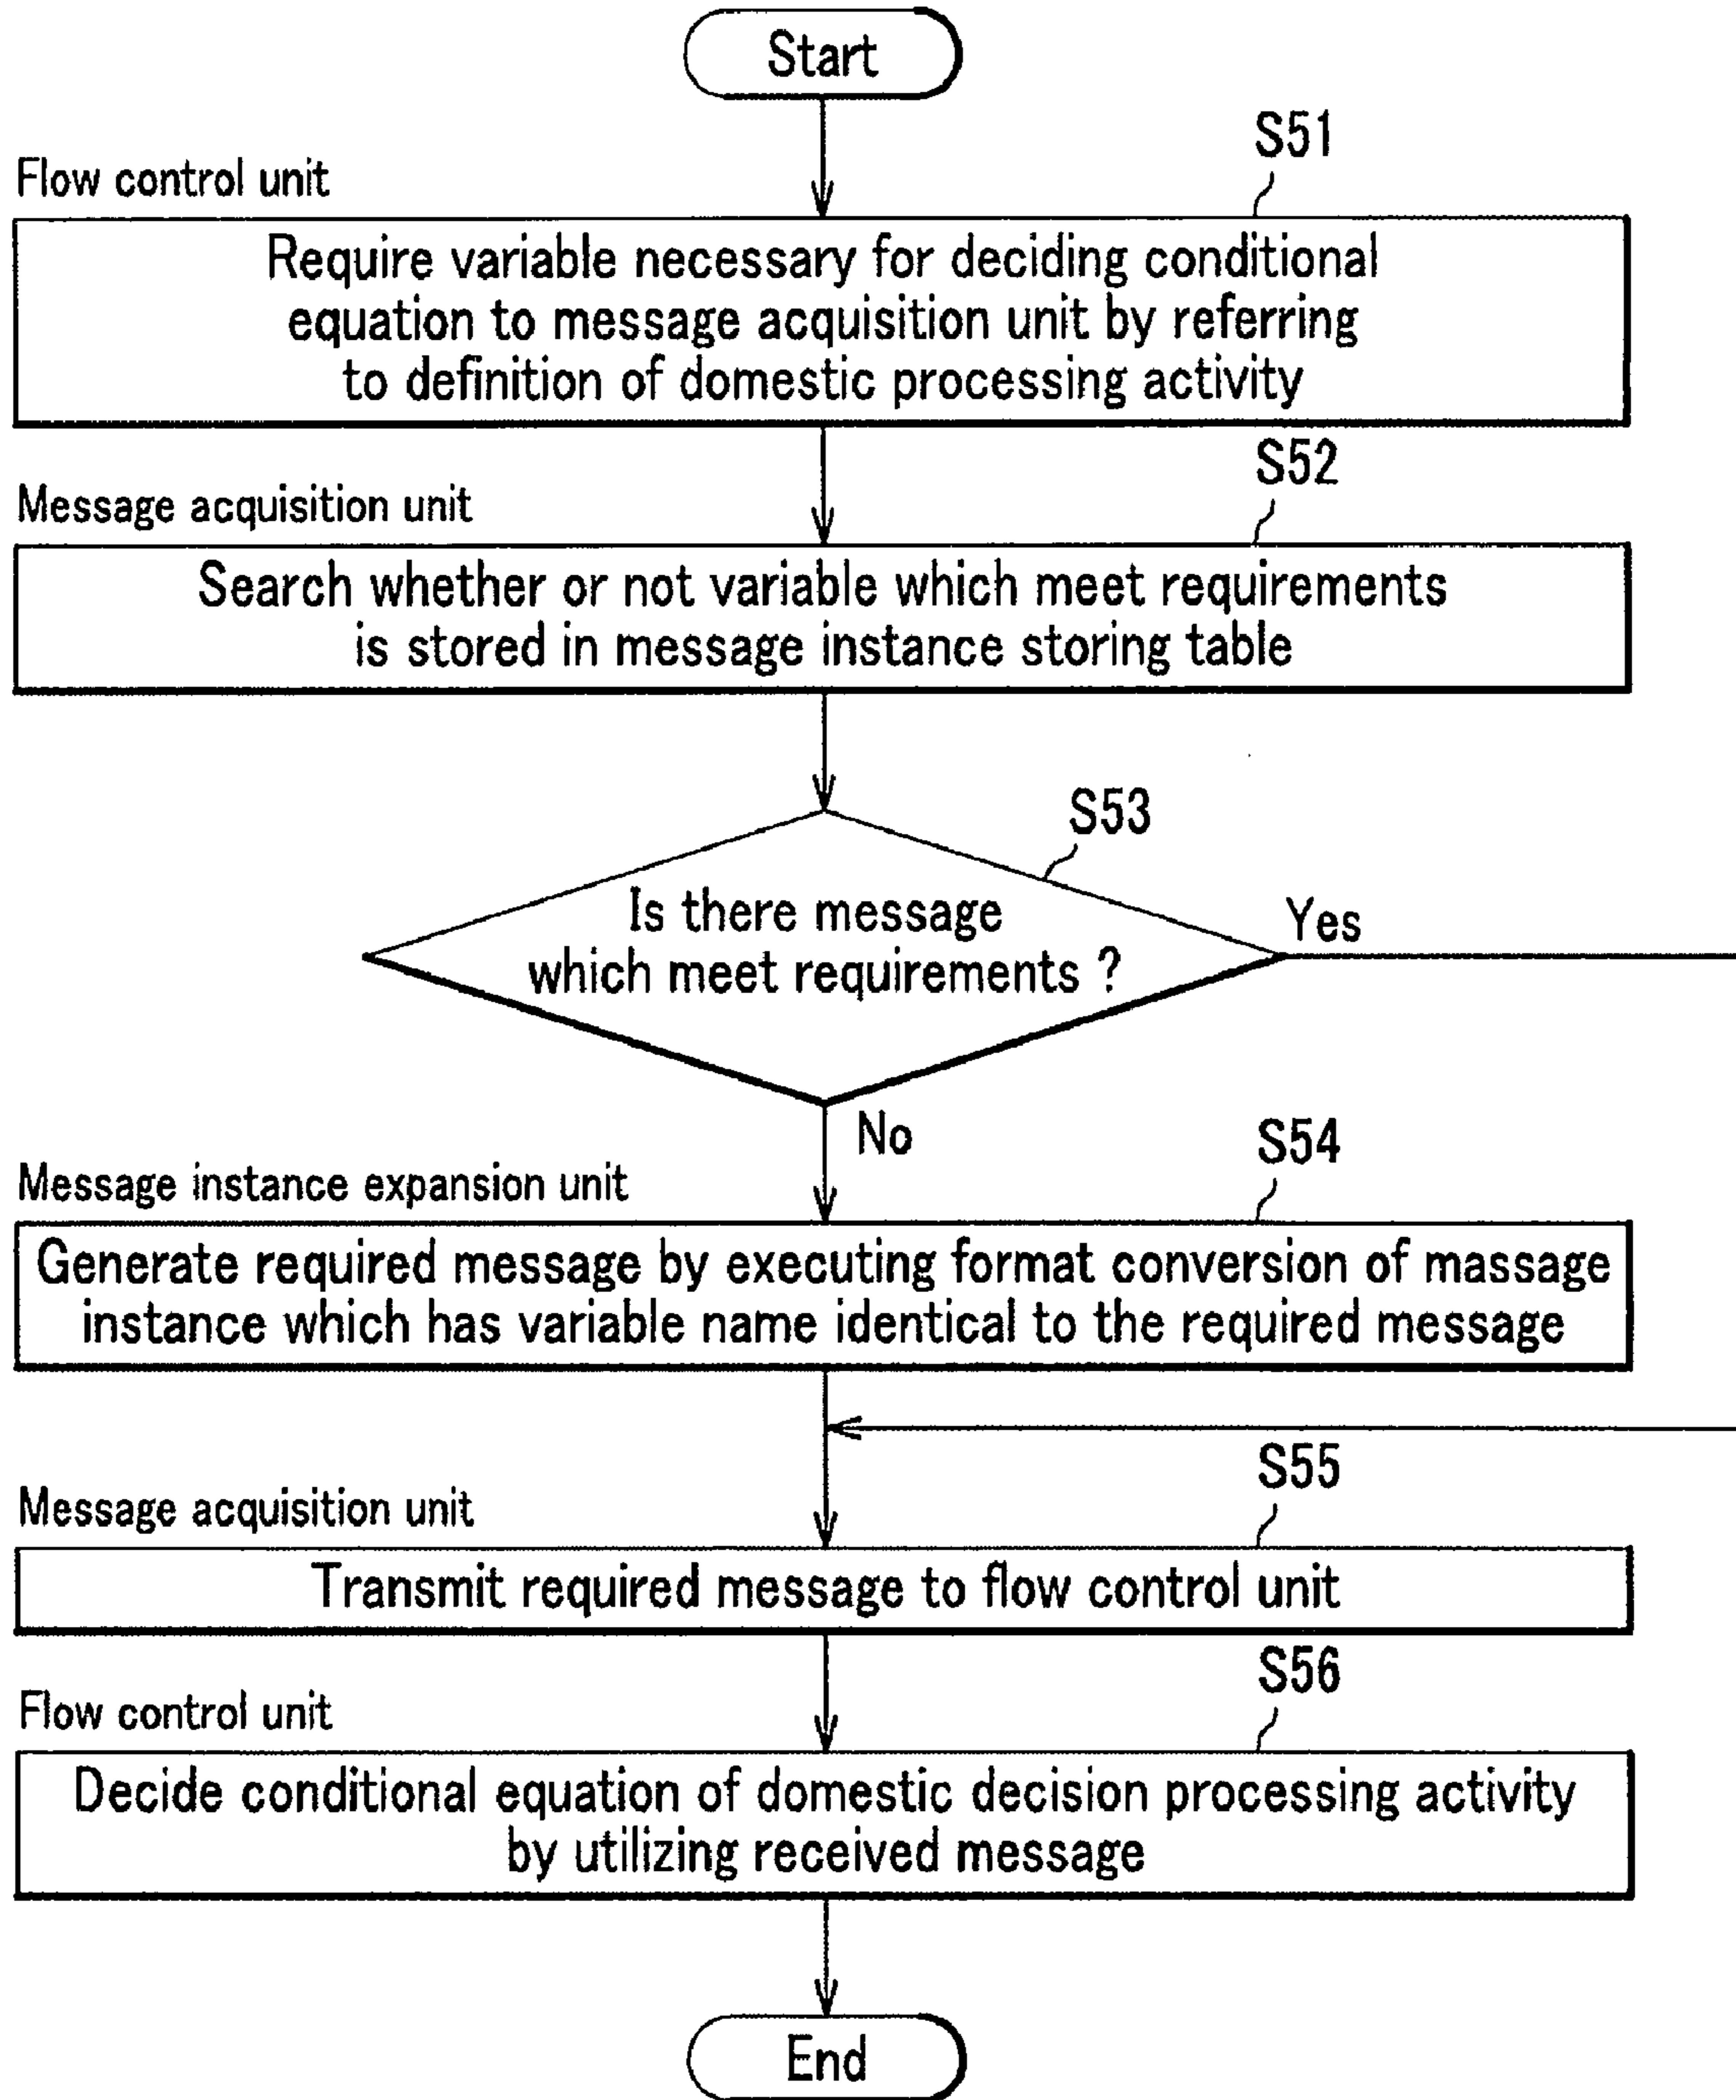 Start
S51
Flow control unit
Require variable necessary for deciding conditional
equation to message acquisition unit by referring
to definition of domestic processing activity
S52
Message acquisition unit
Search whether or not variable which meet requirements
is stored in message instance storing table
S53
Is there message
which meet requirements ?
Yes
No
S54
Message instance expansion unit
Generate required message by executing format conversion of massage
instance which has variable name identical to the required message
S55
Message acquisition unit
Transmit required message to flow control unit
S56
Flow control unit
Decide conditional equation of domestic decision processing activity
by utilizing received message
End